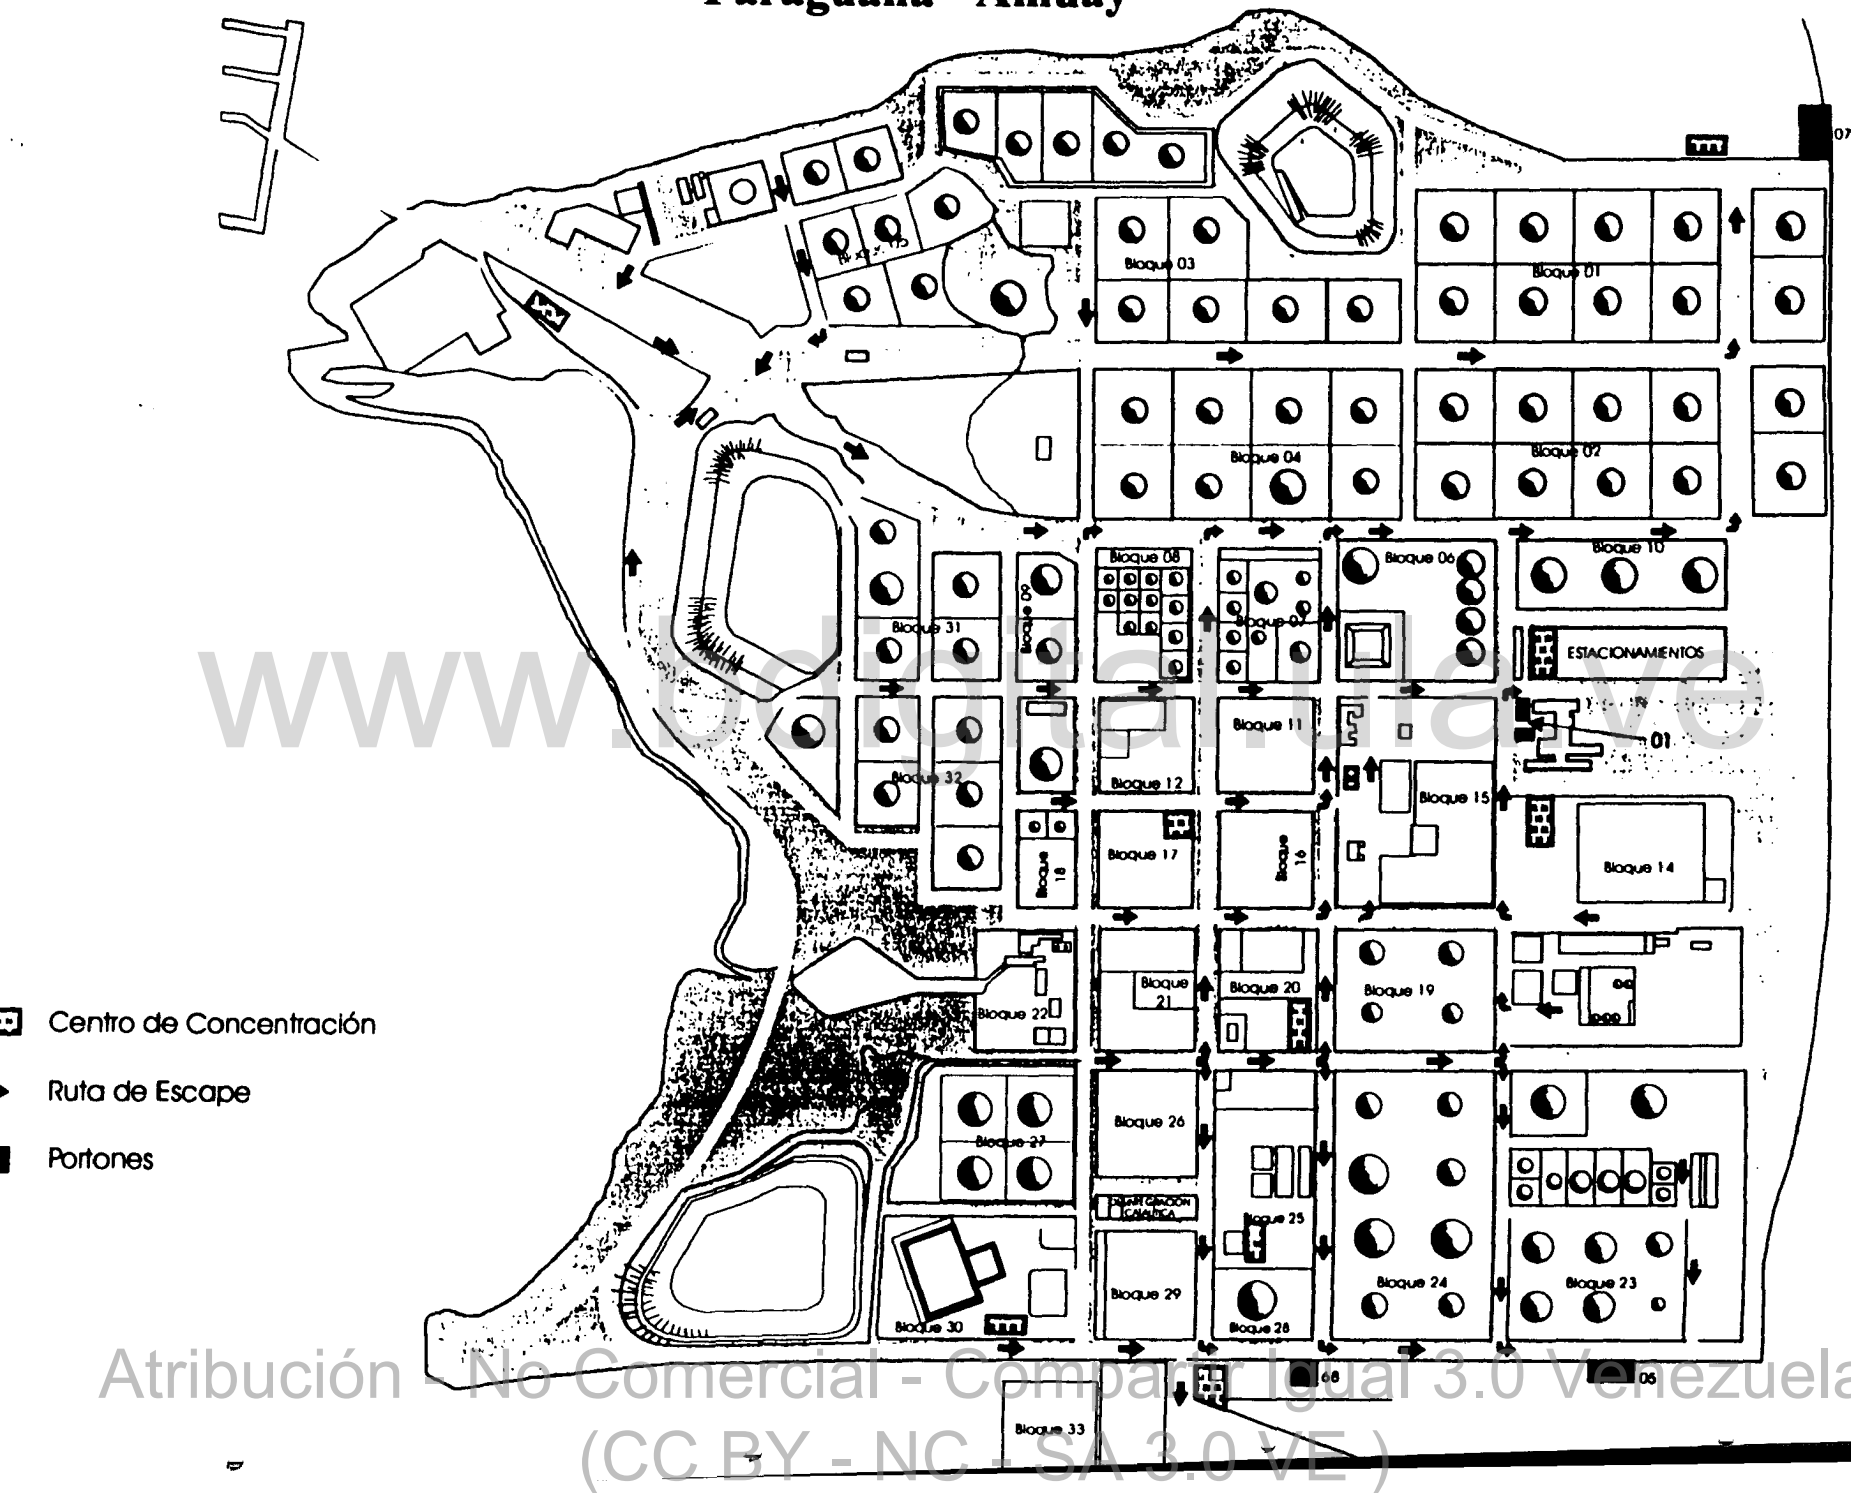 Paraguaná - Amuay
07
Bloque 03
Bloque 01
Bloque 04
Bloque 02
Bloque 08
Bloque 06
Bloque 10
Bloque 09
Bloque 31
Bloque 07
ESTACIONAMIENTOS
www.bdigital.ula.ve
Bloque 11
01
Bloque 32
Bloque 12
Bloque 15
Bloque 18
Bloque 17
Bloque 16
Bloque 14
Bloque 22
Bloque
21
Bloque 20
Bloque 19
Centro de Concentración
Ruta de Escape
Portones
Bloque 27
Bloque 26
CATALITICA
Bloque 25
Bloque 24
Bloque 23
Bloque 30
Bloque 29
Bloque 28
68
05
Atribución - No Comercial - Compartir Igual 3.0 Venezuela
(CC BY - NC - SA 3.0 VE )
Bloque 33